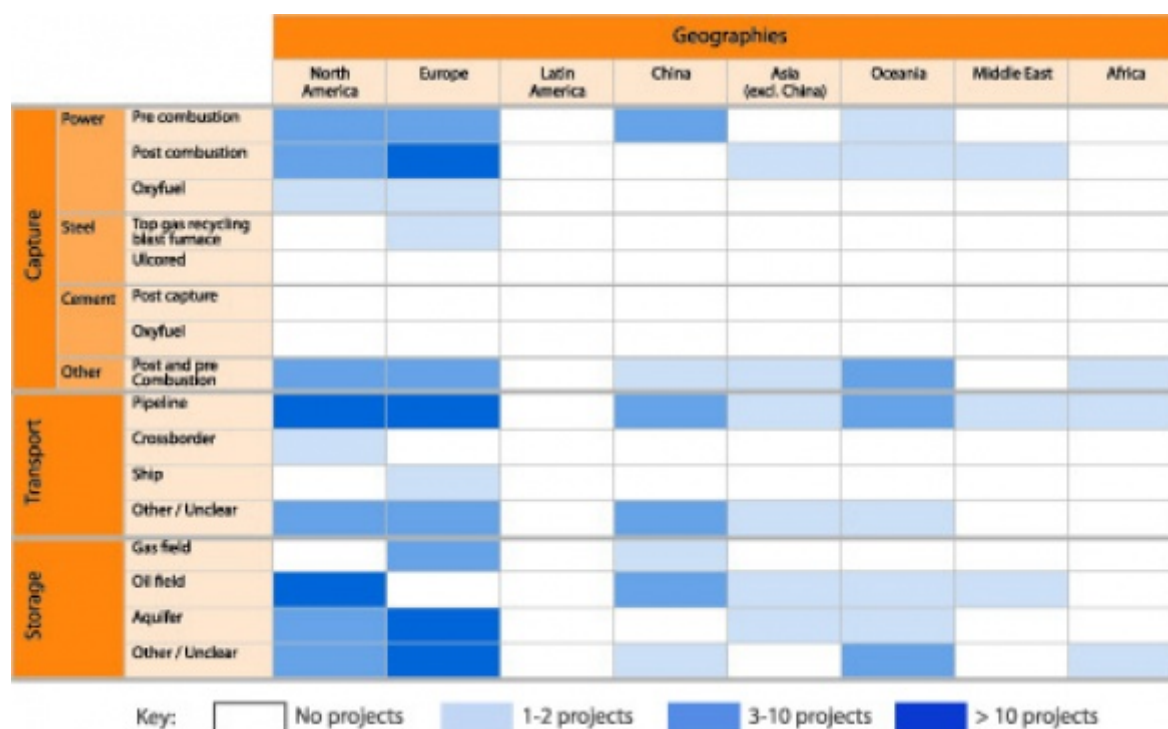 Geographies
North America
Europe
Latin America
China
Asia (excl. China)
Oceania
Middle East
Africa
Capture
Power
Pre combustion
Post combustion
Oxyfuel
Steel
Top gas recycling
blast furnace
Ulcored
Cement
Post capture
Oxyfuel
Other
Post and pre
Combustion
Transport
Pipeline
Crossborder
Ship
Other / Unclear
Storage
Gas field
Oil field
Aquifer
Other / Unclear
Key:
No projects
1-2 projects
3-10 projects
> 10 projects